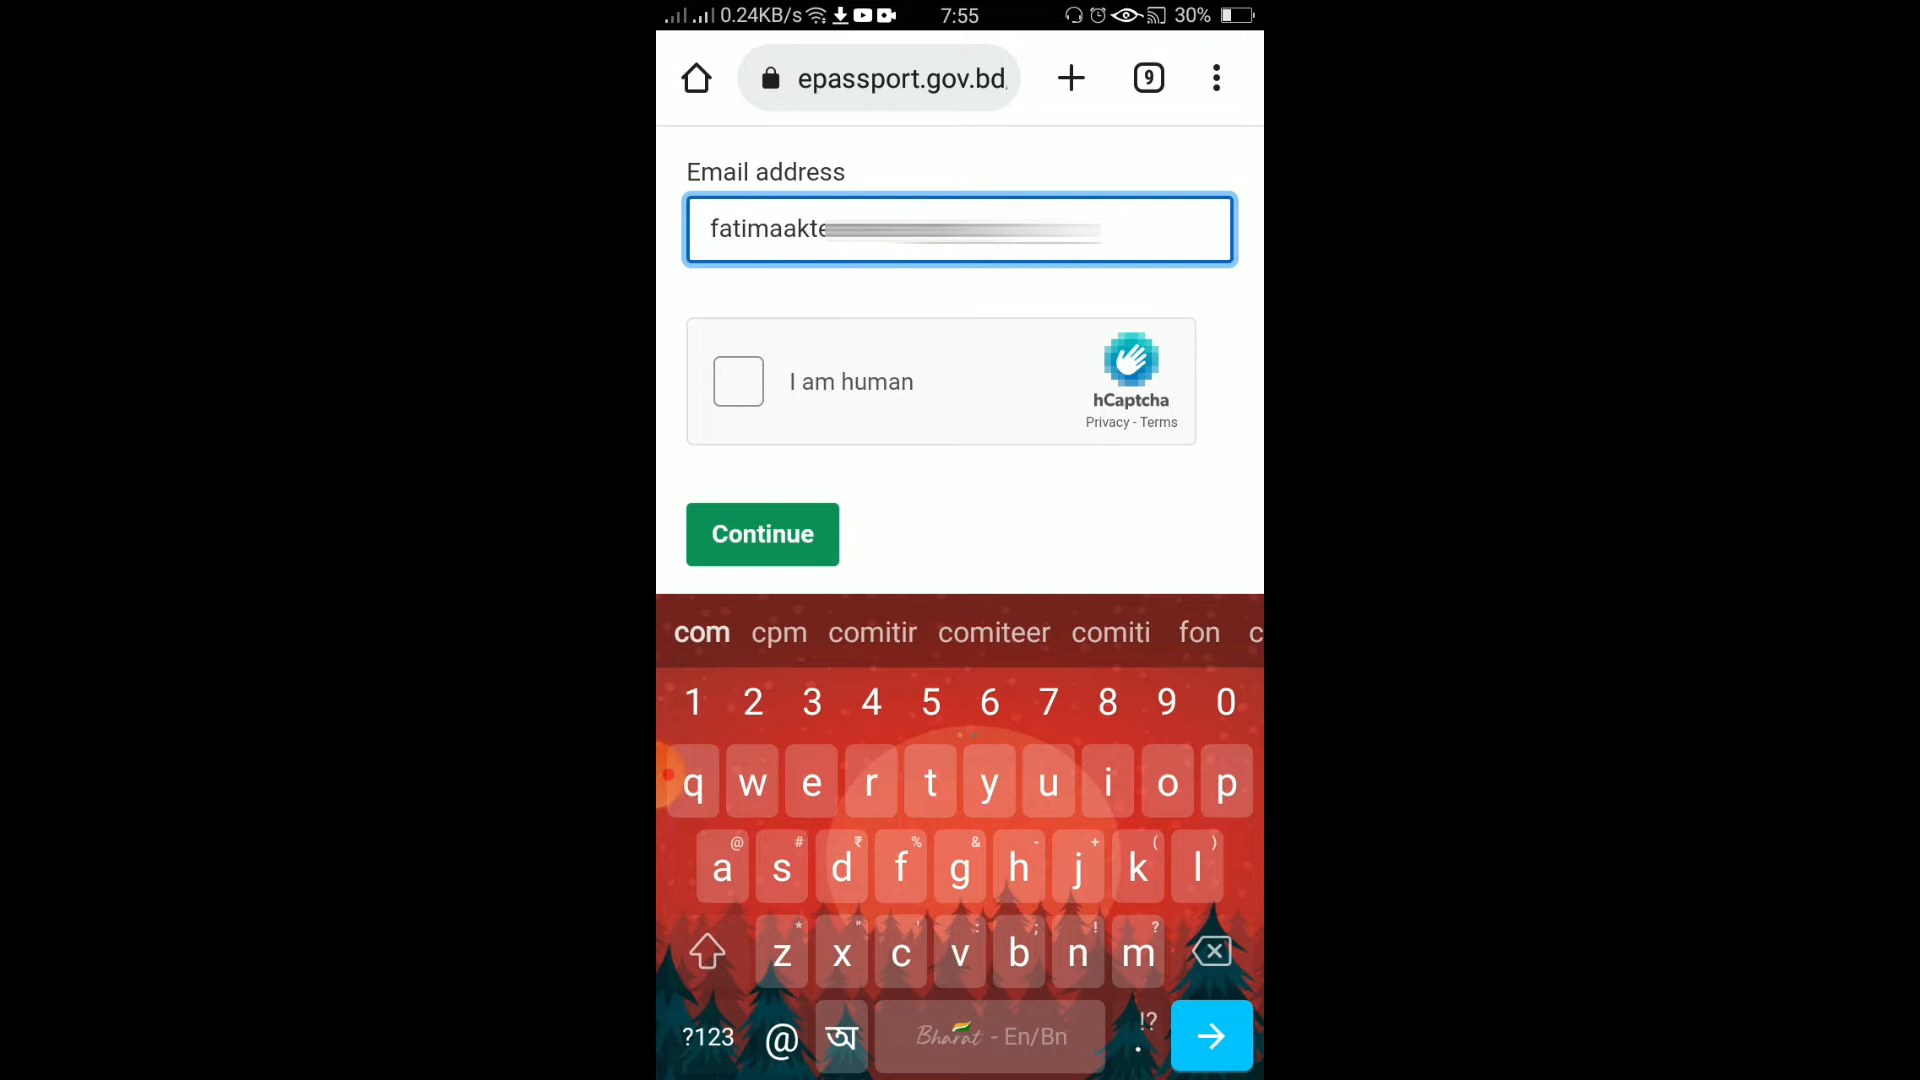 0.24KB/s 7:55 30%
epassport.gov.bd 9
Email address
fatimaakte
I am human
hCaptcha
Privacy - Terms
Continue
com cpm comitir comiteer comiti fon c
1 2 3 4 5 6 7 8 9 0
q w e r t y u i o p
@ # ₹ % & - + ( )
a s d f g h j k l
* " ' : ; ! ?
z x c v b n m
?123 @ অ Bharat - En/Bn !? .